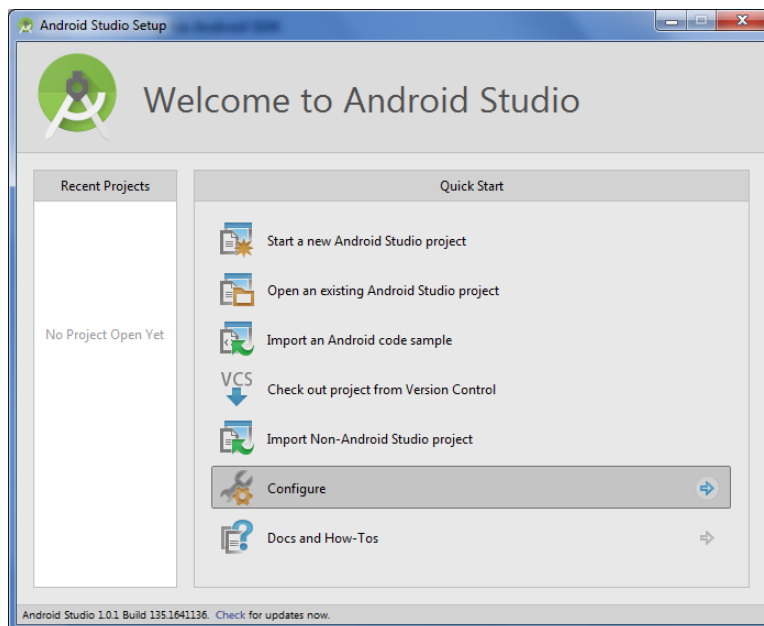 Android Studio Setup
Welcome to Android Studio
Recent Projects
No Project Open Yet
Quick Start
Start a new Android Studio project
Open an existing Android Studio project
Import an Android code sample
VCS
Check out project from Version Control
Import Non-Android Studio project
Configure
Docs and How-Tos
Android Studio 1.0.1 Build 135.1641136. Check for updates now.